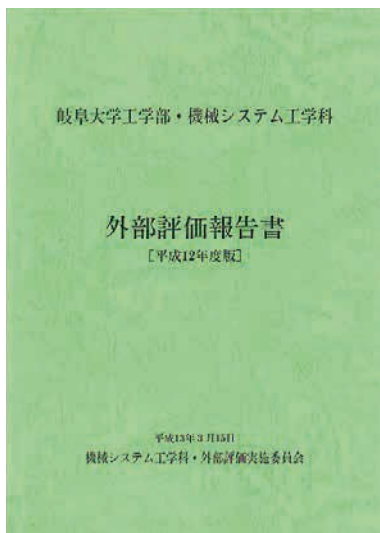 岐阜大学工学部・機械システム工学科
外部評価報告書
［平成12年度版］
平成13年3月15日
機械システム工学科・外部評価実施委員会